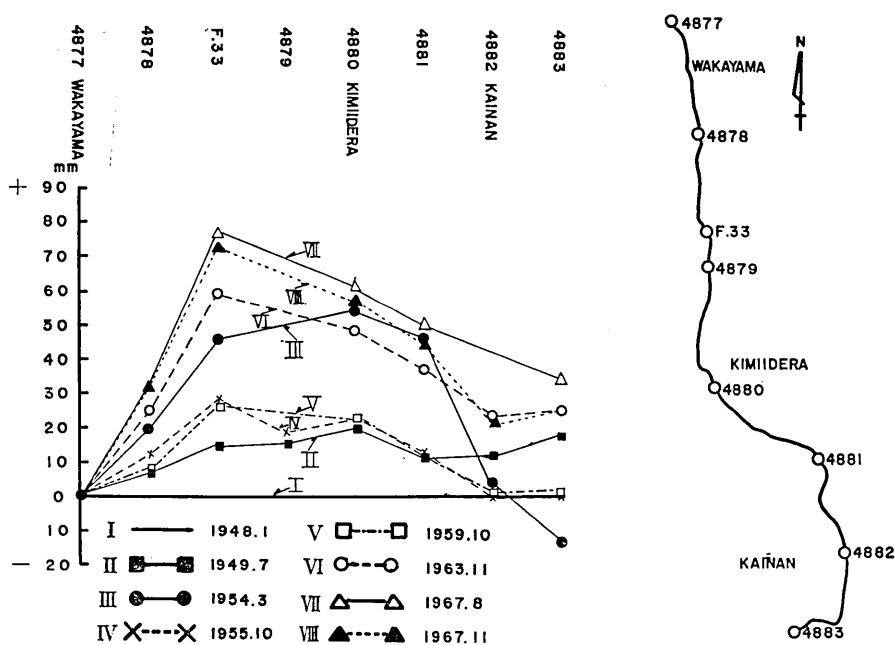 4877 WAKAYAMA
4878
F.33
4879
4880 KIMIIDERA
4881
4882 KAINAN
4883
mm
+
90
80
70
60
50
40
30
20
10
0
10
20
−
VII
VIII
VI
III
V
IV
II
I
I 1948.1
II 1949.7
III 1954.3
IV 1955.10
V 1959.10
VI 1963.11
VII 1967.8
VIII 1967.11
4877
N
WAKAYAMA
4878
F.33
4879
KIMIIDERA
4880
4881
4882
KAINAN
4883